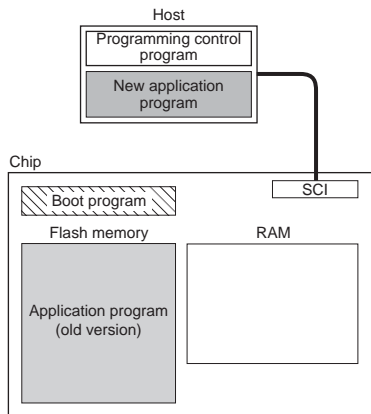 Host
Programming control
program
New application
program
Chip
SCI
Boot program
Flash memory
RAM
Application program
(old version)